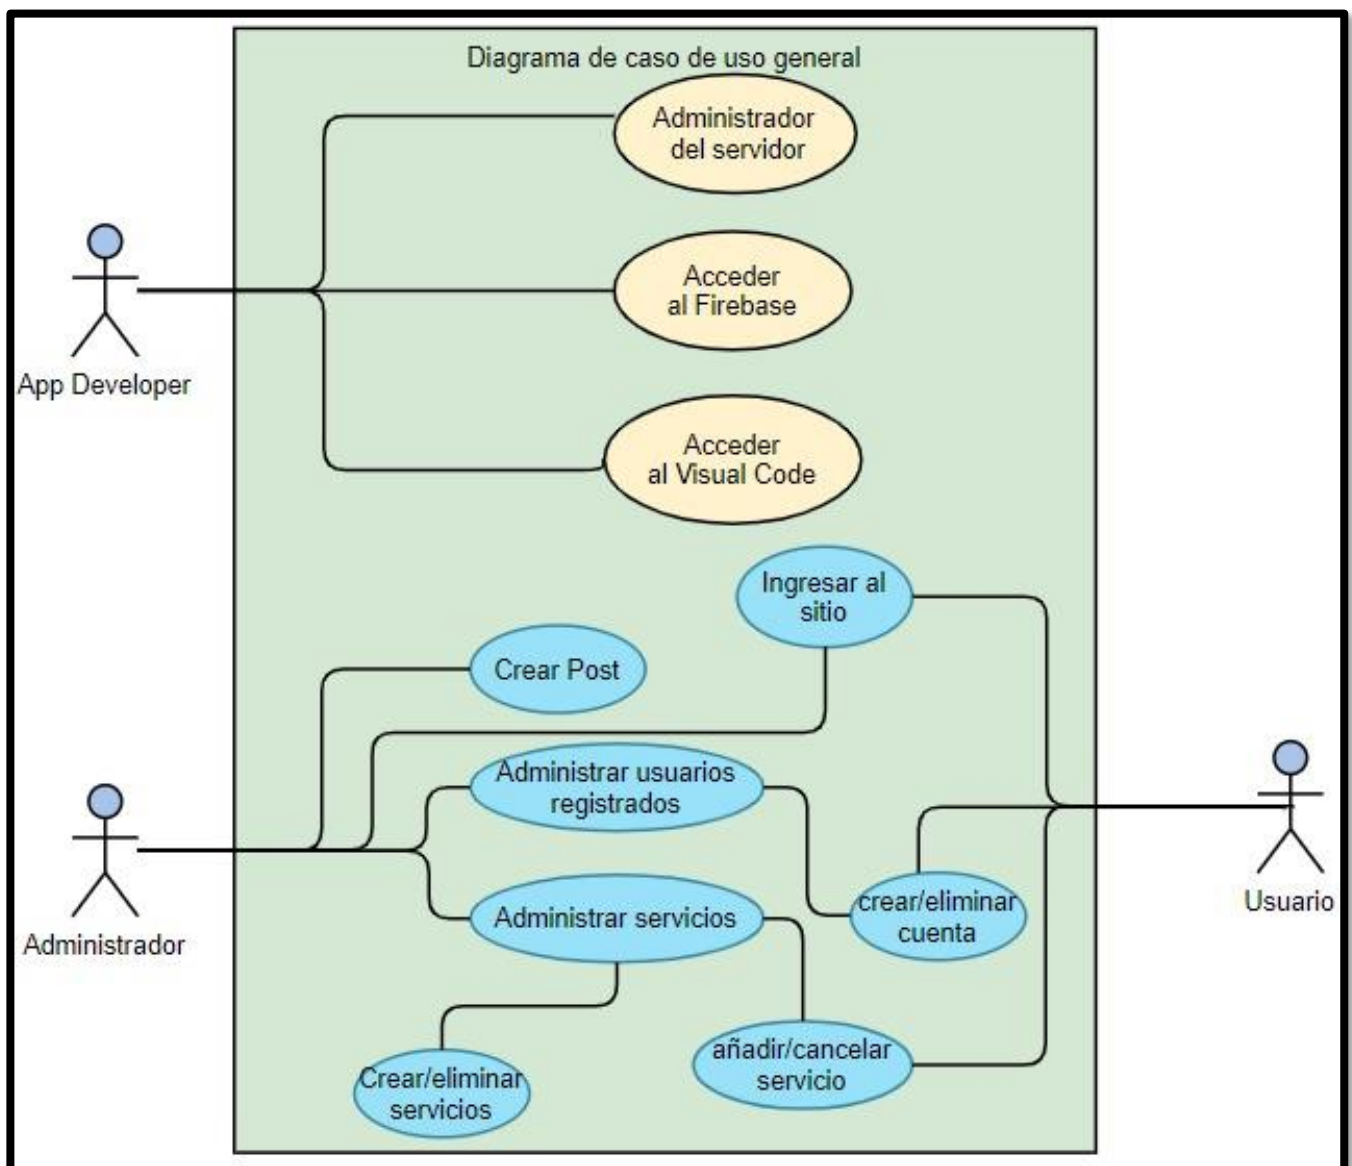 Diagrama de caso de uso general
Administrador
del servidor
Acceder
al Firebase
App Developer
Acceder
al Visual Code
Ingresar al
sitio
Crear Post
Administrar usuarios
registrados
crear/eliminar
cuenta
Usuario
Administrar servicios
Administrador
añadir/cancelar
servicio
Crear/eliminar
servicios